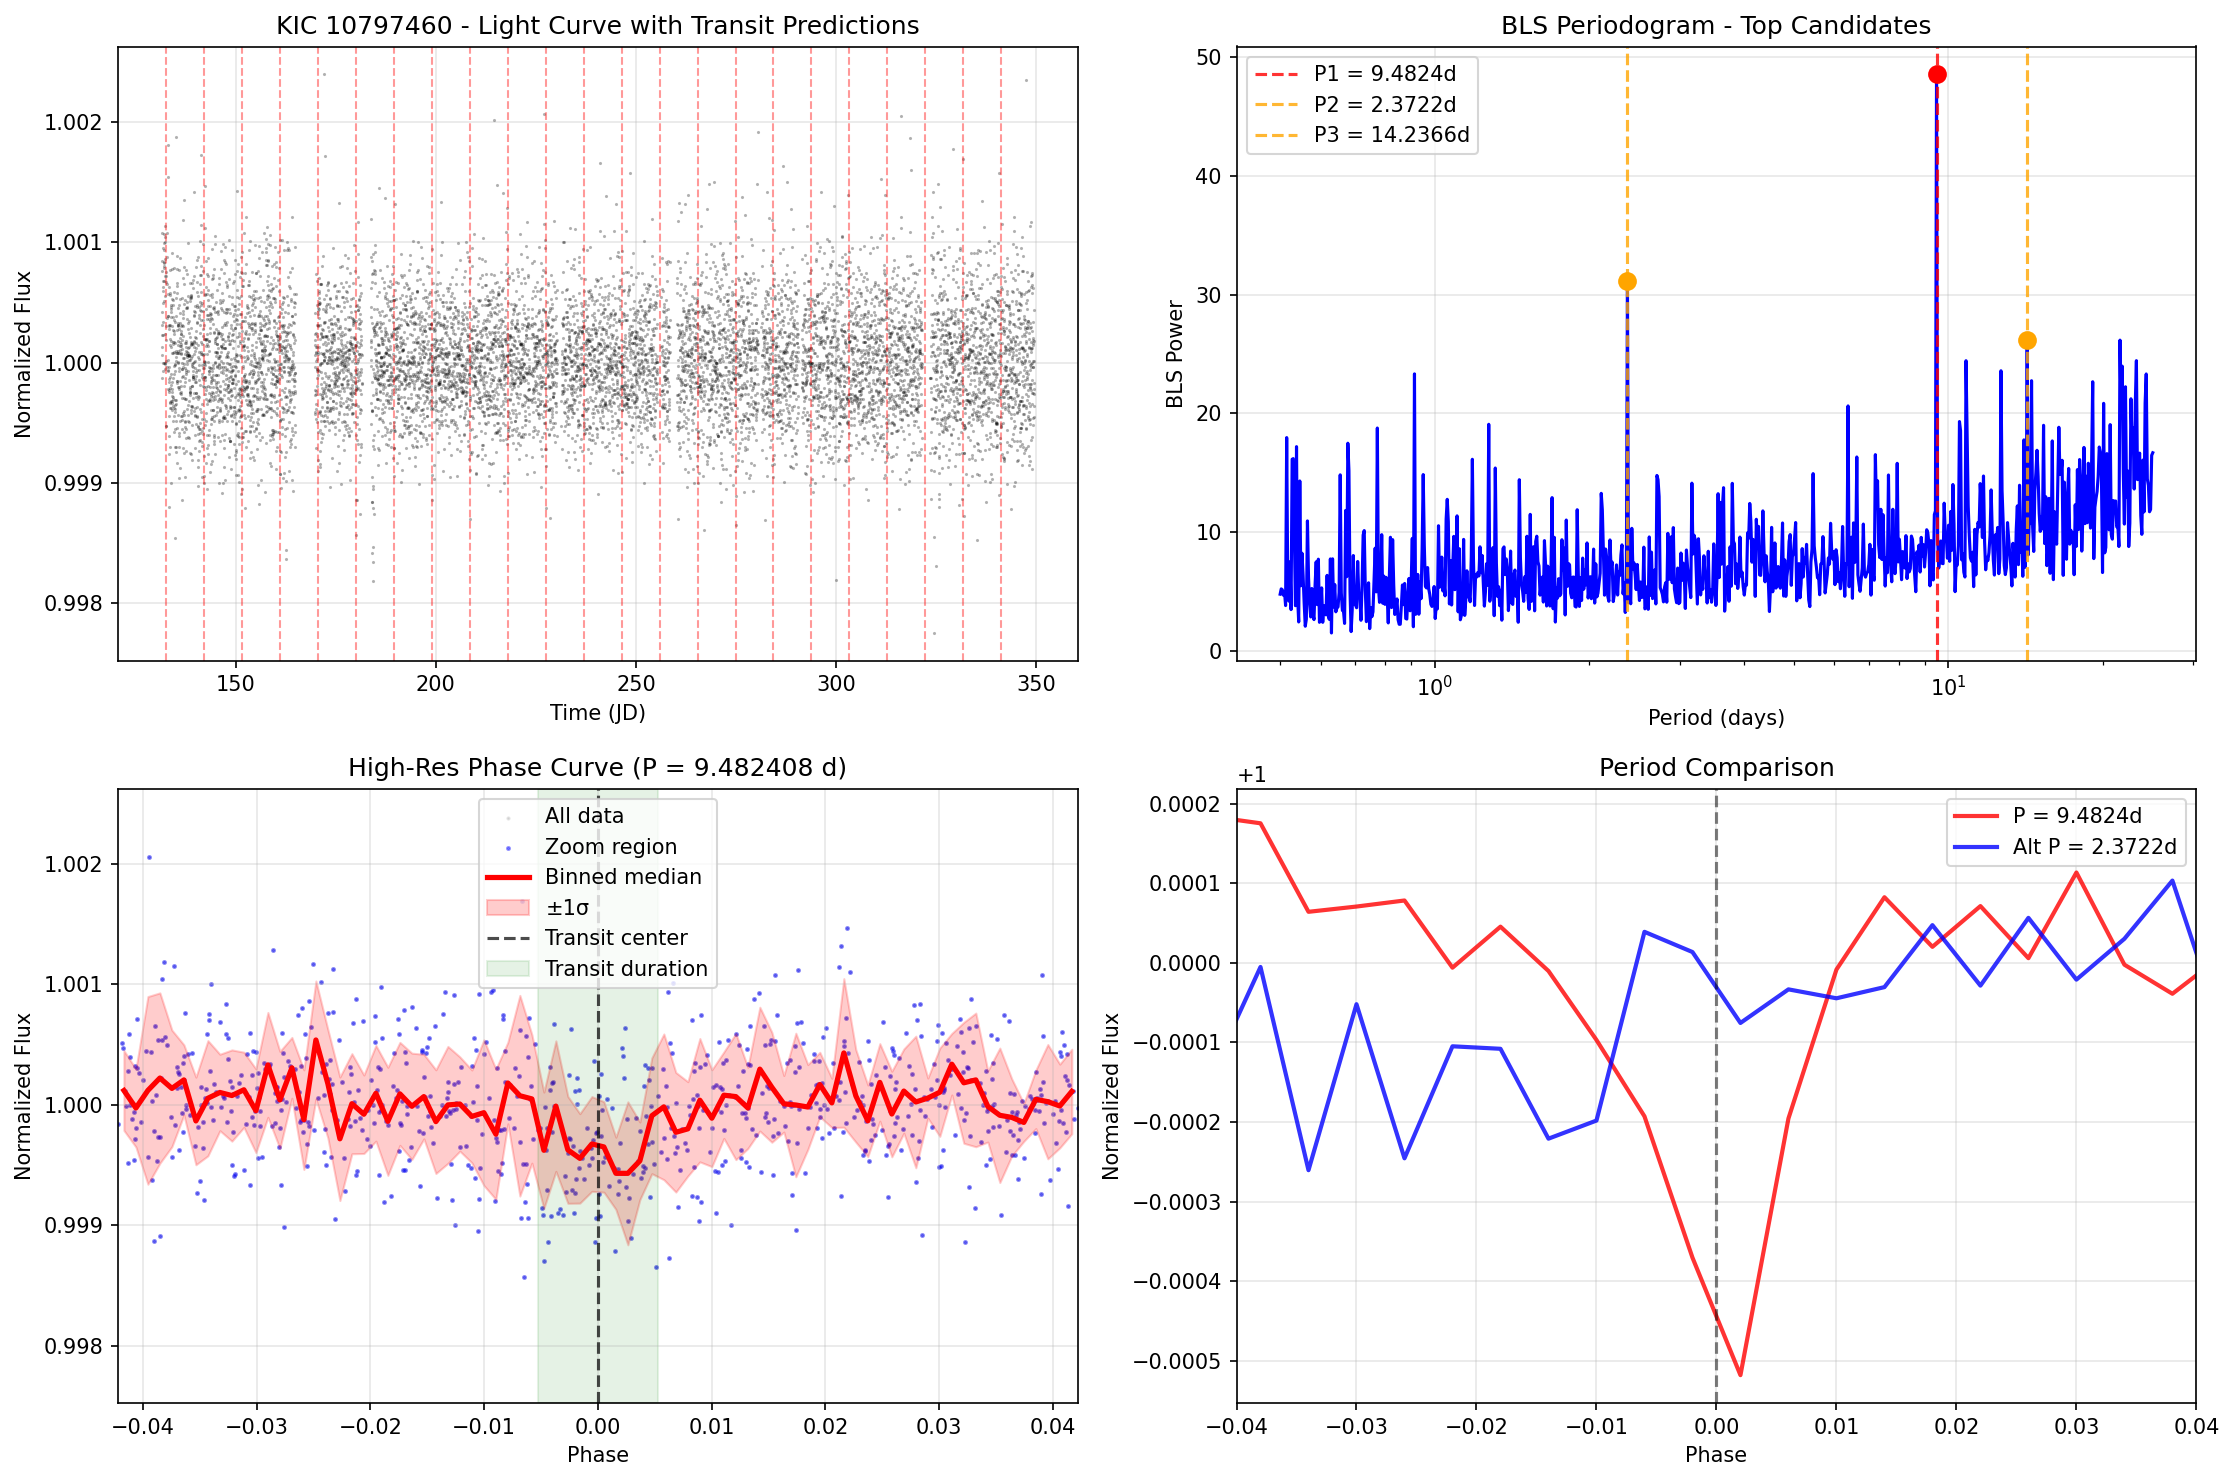 KIC 10797460 - Light Curve with Transit Predictions
Normalized Flux
1.002
1.001
1.000
0.999
0.998
150
200
250
300
350
Time (JD)
BLS Periodogram - Top Candidates
BLS Power
50
40
30
20
10
0
P1 = 9.4824d
P2 = 2.3722d
P3 = 14.2366d
10⁰
10¹
Period (days)
High-Res Phase Curve (P = 9.482408 d)
Normalized Flux
1.002
1.001
1.000
0.999
0.998
All data
Zoom region
Binned median
±1σ
Transit center
Transit duration
−0.04
−0.03
−0.02
−0.01
0.00
0.01
0.02
0.03
0.04
Phase
Period Comparison
+1
Normalized Flux
0.0002
0.0001
0.0000
−0.0001
−0.0002
−0.0003
−0.0004
−0.0005
P = 9.4824d
Alt P = 2.3722d
−0.04
−0.03
−0.02
−0.01
0.00
0.01
0.02
0.03
0.04
Phase